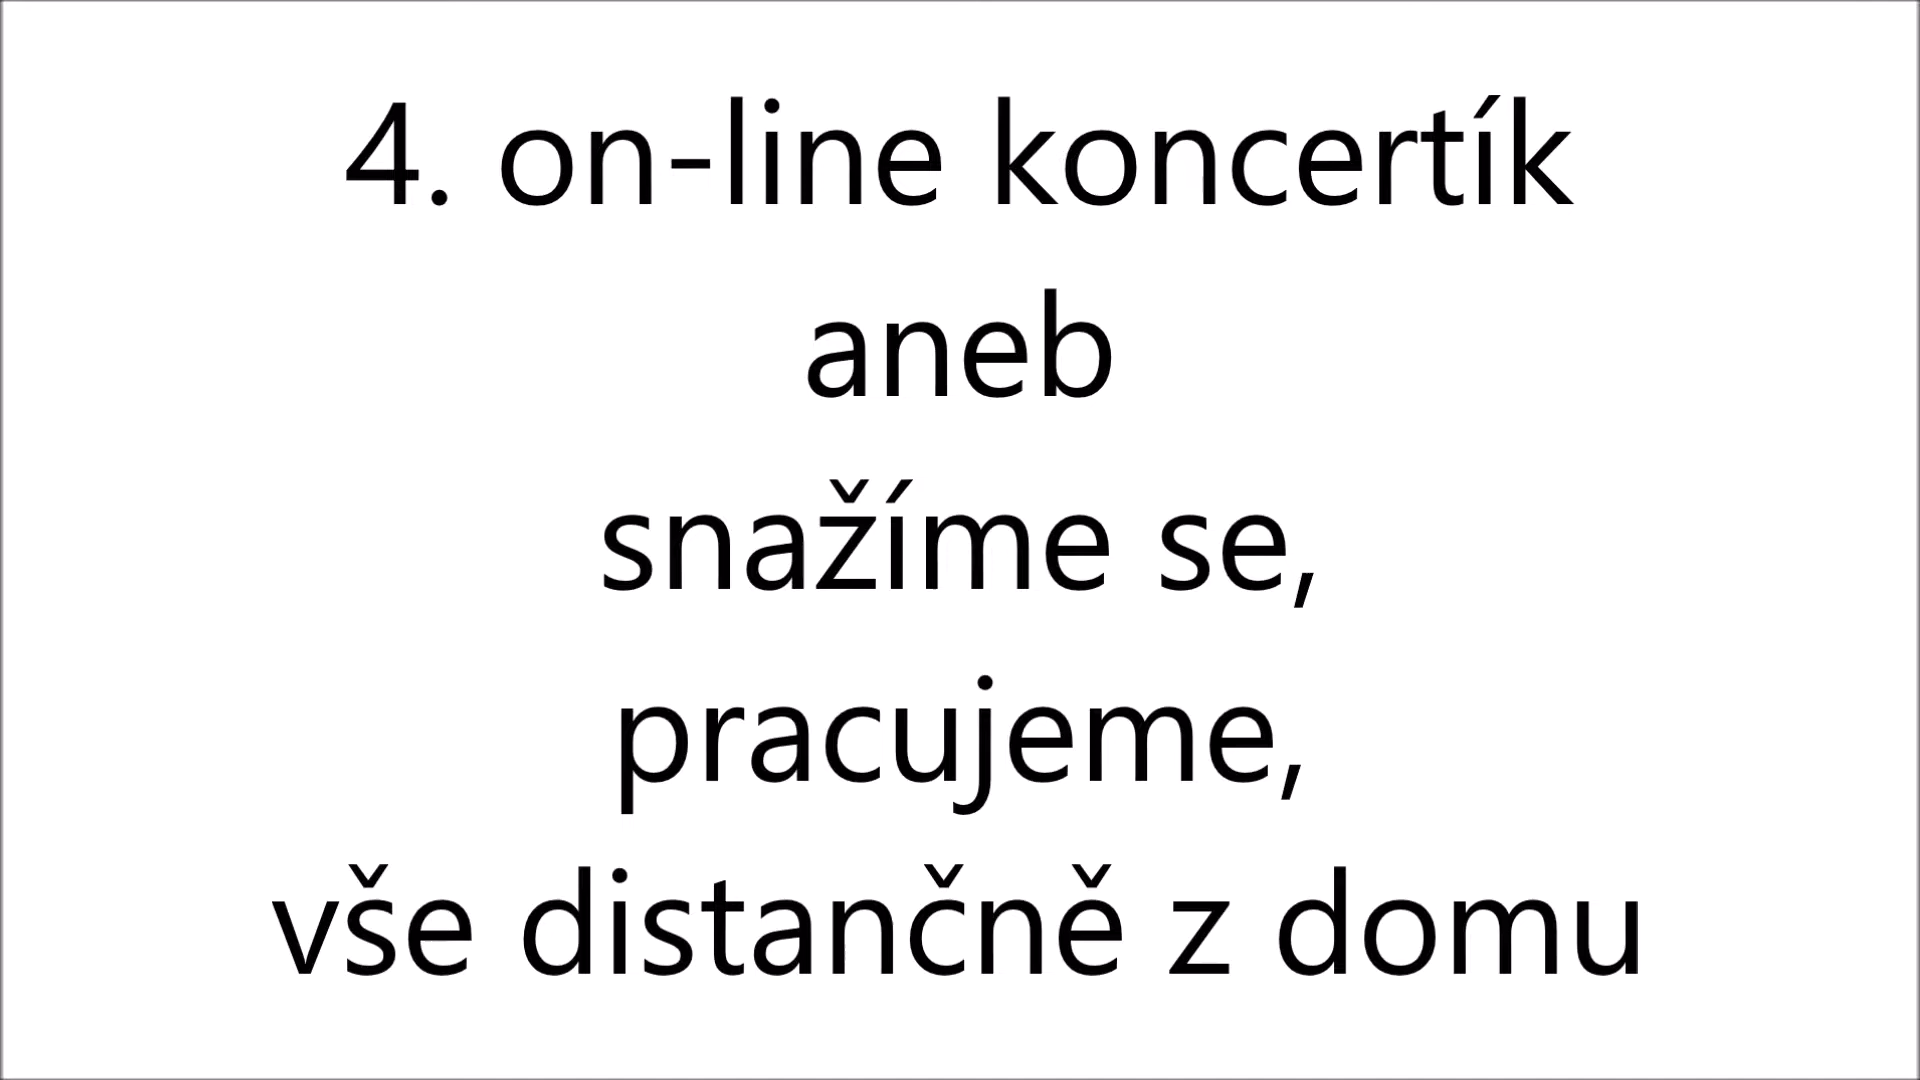 4. on-line koncertík
aneb
snažíme se,
pracujeme,
vše distančně z domu